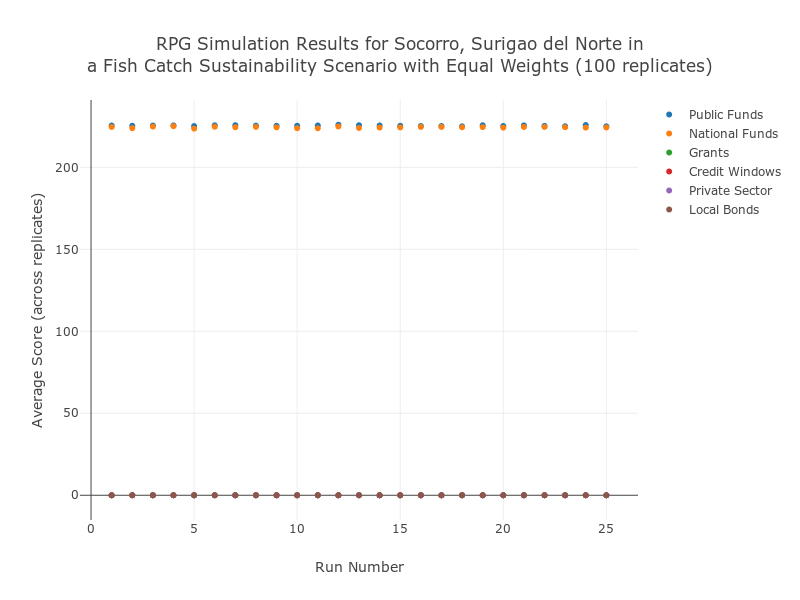 RPG Simulation Results for Socorro, Surigao del Norte in
a Fish Catch Sustainability Scenario with Equal Weights (100 replicates)
Public Funds
National Funds
Grants
Credit Windows
Private Sector
Local Bonds
Average Score (across replicates)
200
150
100
50
0
0
5
10
15
20
25
Run Number